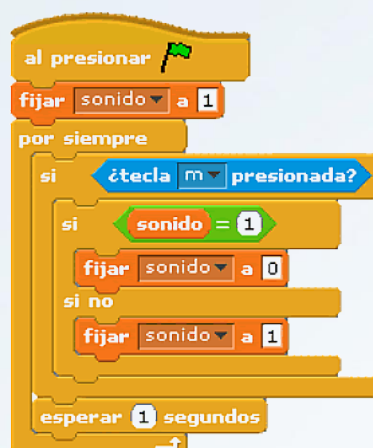 al presionar
fijar sonido a 1
por siempre
si ¿tecla m presionada?
si sonido = 1
fijar sonido a 0
si no
fijar sonido a 1
esperar 1 segundos